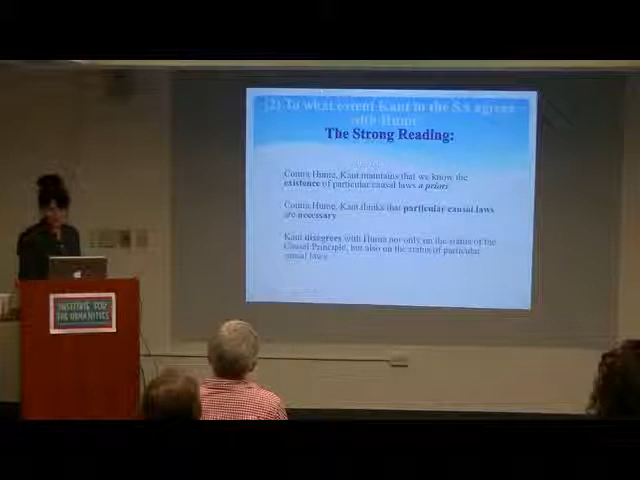 (2) To what extent Kant in the SA agrees
with Hume
The Strong Reading:
Contra Hume, Kant maintains that we know the
existence of particular causal laws a priori
Contra Hume, Kant thinks that particular causal laws
are necessary
Kant disagrees with Hume not only on the status of the
Causal Principle, but also on the status of particular
causal laws
INSTITUTE FOR
THE HUMANITIES